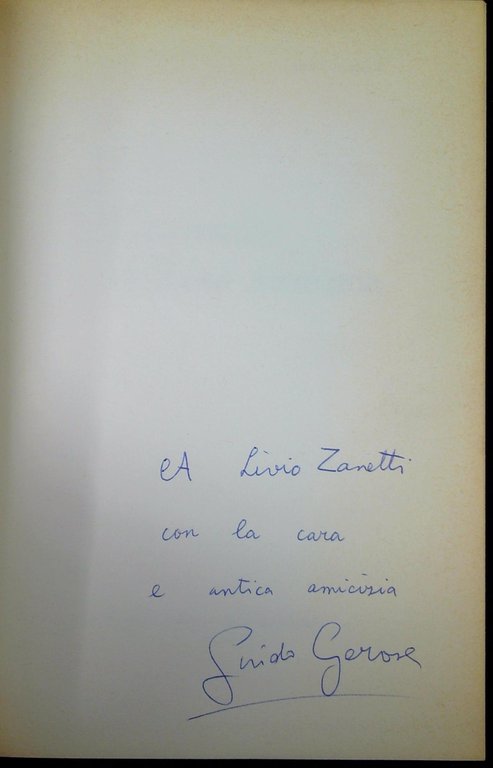 A Livio Zanetti
con la cara
e antica amicizia
Guido Gerosa